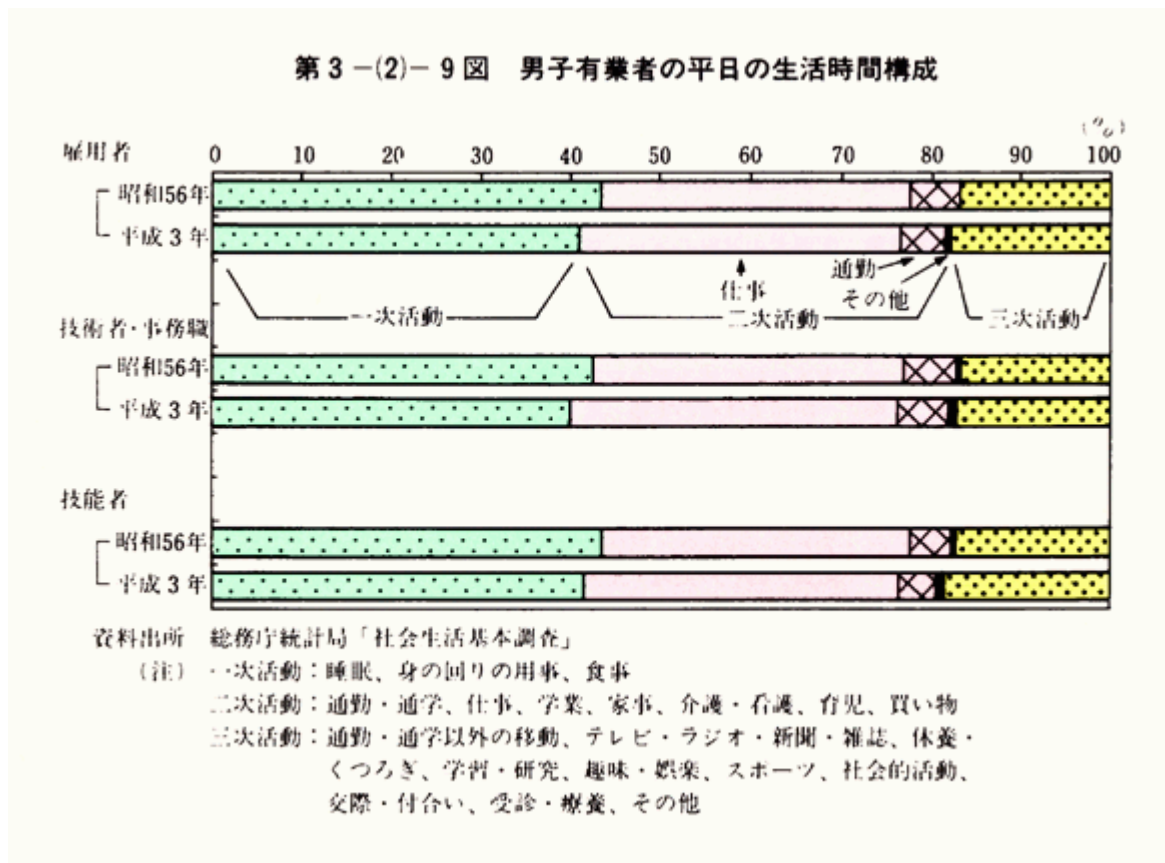 第3-(2)-9図 男子有業者の平日の生活時間構成
(%)
雇用者 0 10 20 30 40 50 60 70 80 90 100
昭和56年
平成3年
通勤
仕事 その他
一次活動 二次活動 三次活動
技術者・事務職
昭和56年
平成3年
技能者
昭和56年
平成3年
資料出所 総務庁統計局「社会生活基本調査」
(注) 一次活動:睡眠、身の回りの用事、食事
二次活動:通勤・通学、仕事、学業、家事、介護・看護、育児、買い物
三次活動:通勤・通学以外の移動、テレビ・ラジオ・新聞・雑誌、休養・
くつろぎ、学習・研究、趣味・娯楽、スポーツ、社会的活動、
交際・付合い、受診・療養、その他